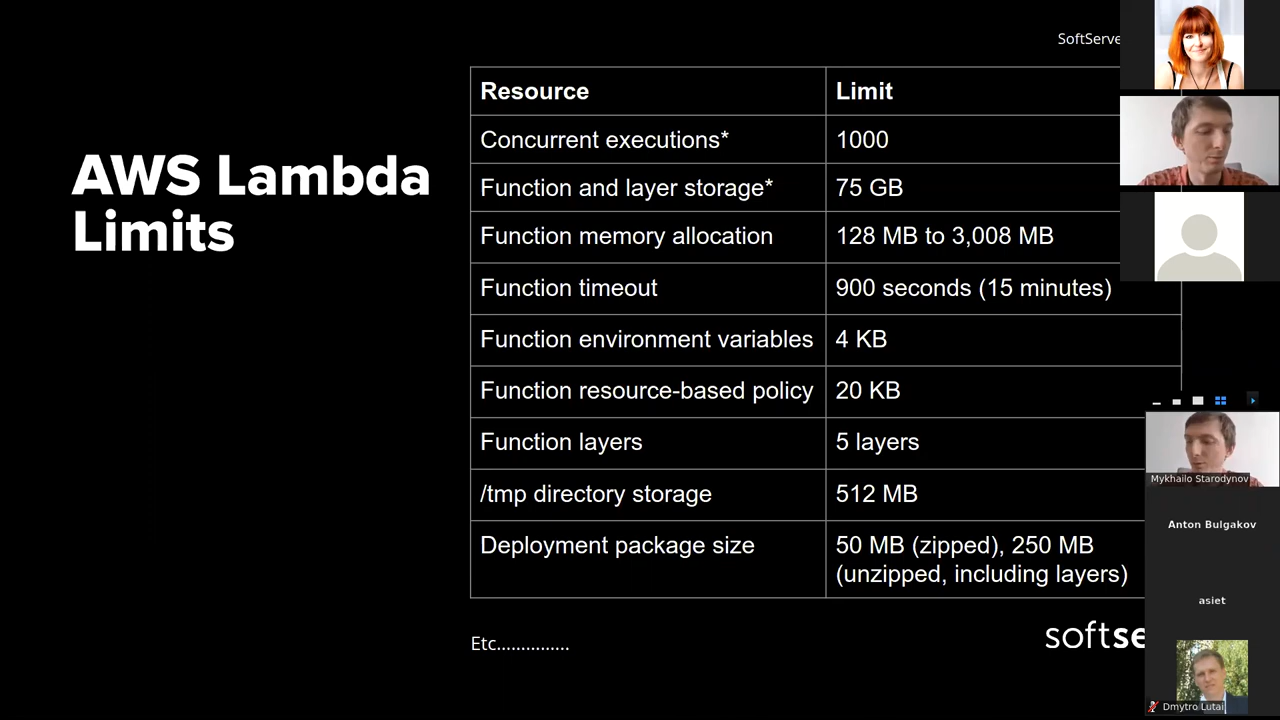 SoftServe
AWS Lambda
Limits
Resource Limit
Concurrent executions* 1000
Function and layer storage* 75 GB
Function memory allocation 128 MB to 3,008 MB
Function timeout 900 seconds (15 minutes)
Function environment variables 4 KB
Function resource-based policy 20 KB
Function layers 5 layers
/tmp directory storage 512 MB
Deployment package size 50 MB (zipped), 250 MB
(unzipped, including layers)
Etc...............
softse
Mykhailo Starodynov
Anton Bulgakov
asiet
Dmytro Lutai